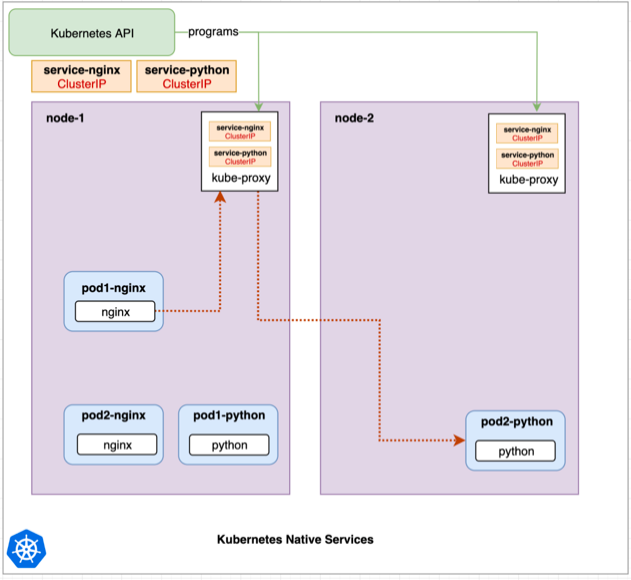 Kubernetes API
programs
service-nginx
ClusterIP
service-python
ClusterIP
node-1
service-nginx
ClusterIP
service-python
ClusterIP
kube-proxy
pod1-nginx
nginx
pod2-nginx
nginx
pod1-python
python
node-2
service-nginx
ClusterIP
service-python
ClusterIP
kube-proxy
pod2-python
python
Kubernetes Native Services